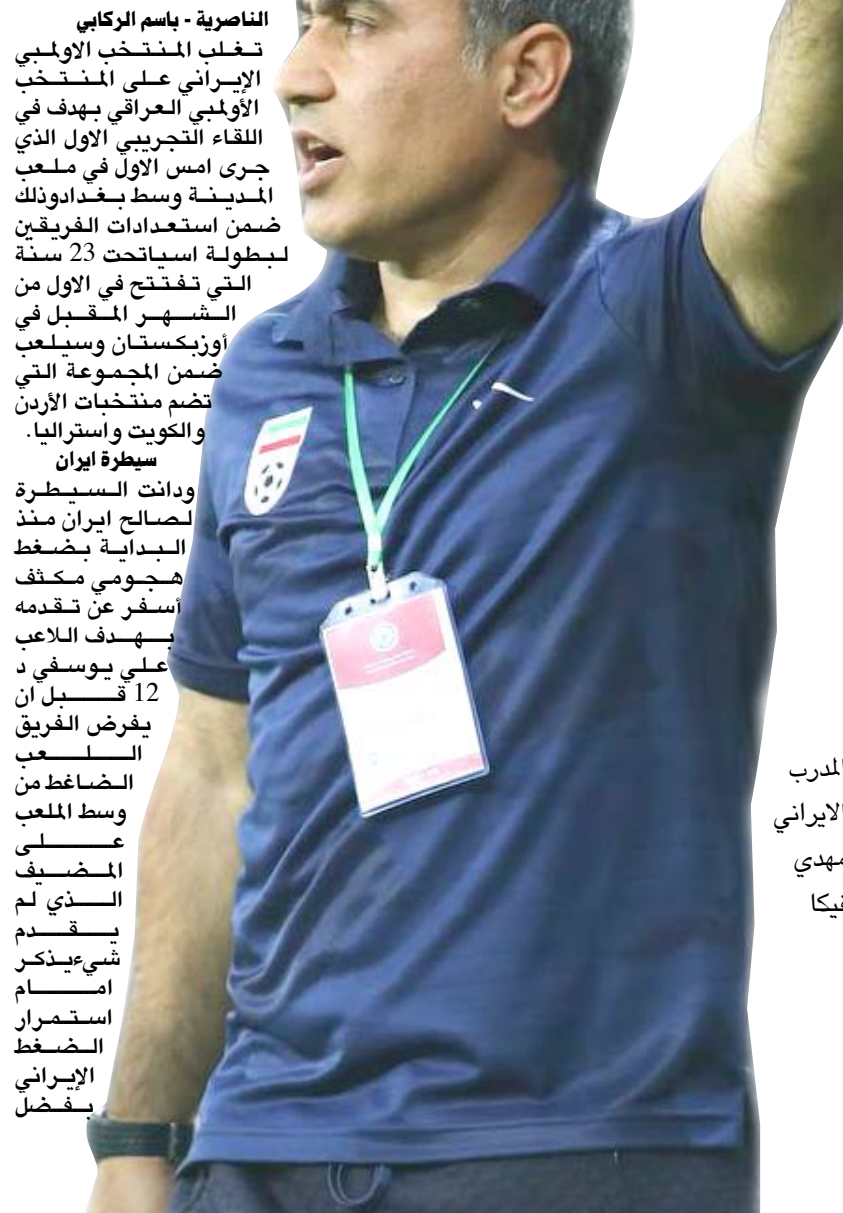 الناصرية - باسم الركابي
تغلب المنتخب الاولمبي
الإيراني على المنتخب
الأولمبي العراقي بهدف في
اللقاء التجريبي الاول الذي
جرى امس الاول في ملعب
المدينة وسط بغدادوذلك
ضمن استعدادات الفريقين
لبطولة اسياتحت 23 سنة
التي تفتتح في الاول من
الشهر المقبل في
أوزبكستان وسيلعب
ضمن المجموعة التي
تضم منتخبات الأردن
والكويت واستراليا.
سيطرة ايران
ودانت السيطرة
لصالح ايران منذ
البداية بضغط
هجومي مكثف
أسفر عن تقدمه
بهدف اللاعب
علي يوسفي د
12 قبل ان
يفرض الفريق
اللعب
الضاغط من
وسط الملعب
على
المضيف
الذي لم
يقدم
شيءيذكر
امام
استمرار
الضغط
الإيراني
بفضل
المدرب
الايراني
مهدي